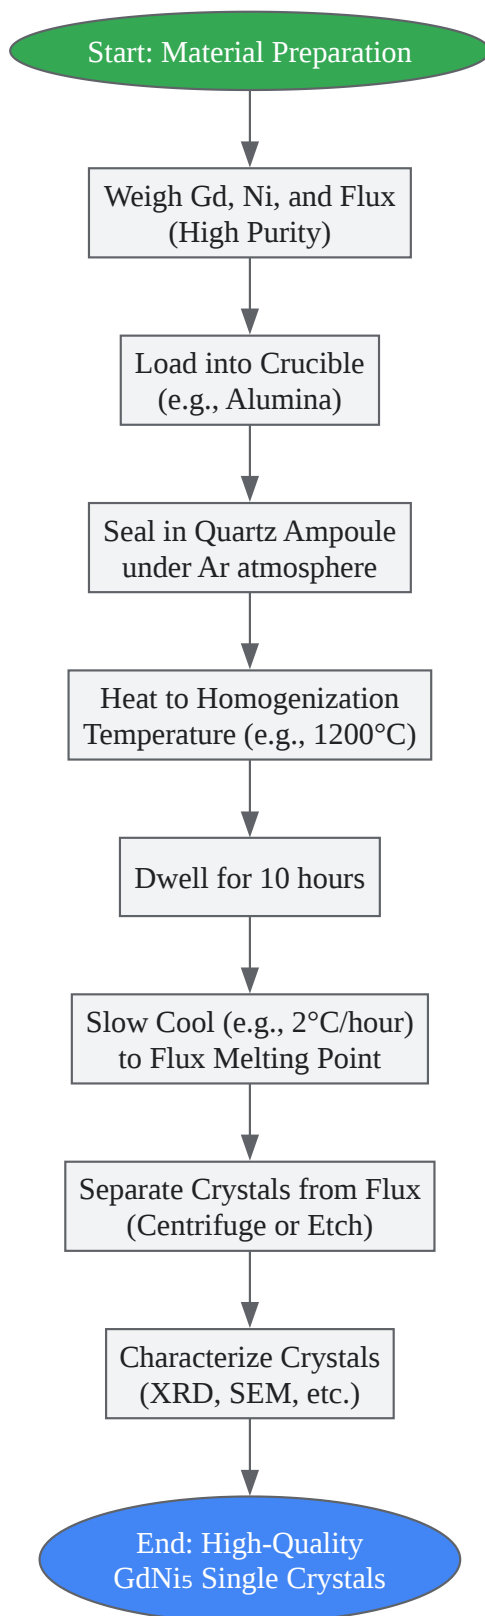 Start: Material Preparation
Weigh Gd, Ni, and Flux
(High Purity)
Load into Crucible
(e.g., Alumina)
Seal in Quartz Ampoule
under Ar atmosphere
Heat to Homogenization
Temperature (e.g., 1200°C)
Dwell for 10 hours
Slow Cool (e.g., 2°C/hour)
to Flux Melting Point
Separate Crystals from Flux
(Centrifuge or Etch)
Characterize Crystals
(XRD, SEM, etc.)
End: High-Quality
GdNi₅ Single Crystals